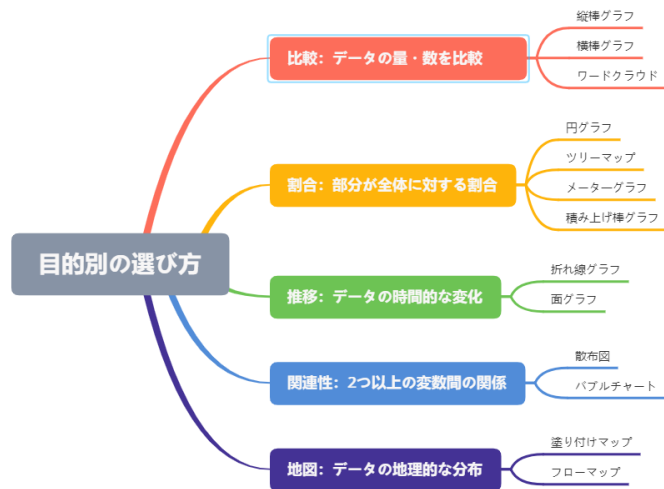 目的別の選び方
比較：データの量・数を比較
縦棒グラフ
横棒グラフ
ワードクラウド
割合：部分が全体に対する割合
円グラフ
ツリーマップ
メーターグラフ
積み上げ棒グラフ
推移：データの時間的な変化
折れ線グラフ
面グラフ
関連性：2つ以上の変数間の関係
散布図
バブルチャート
地図：データの地理的な分布
塗り付けマップ
フローマップ